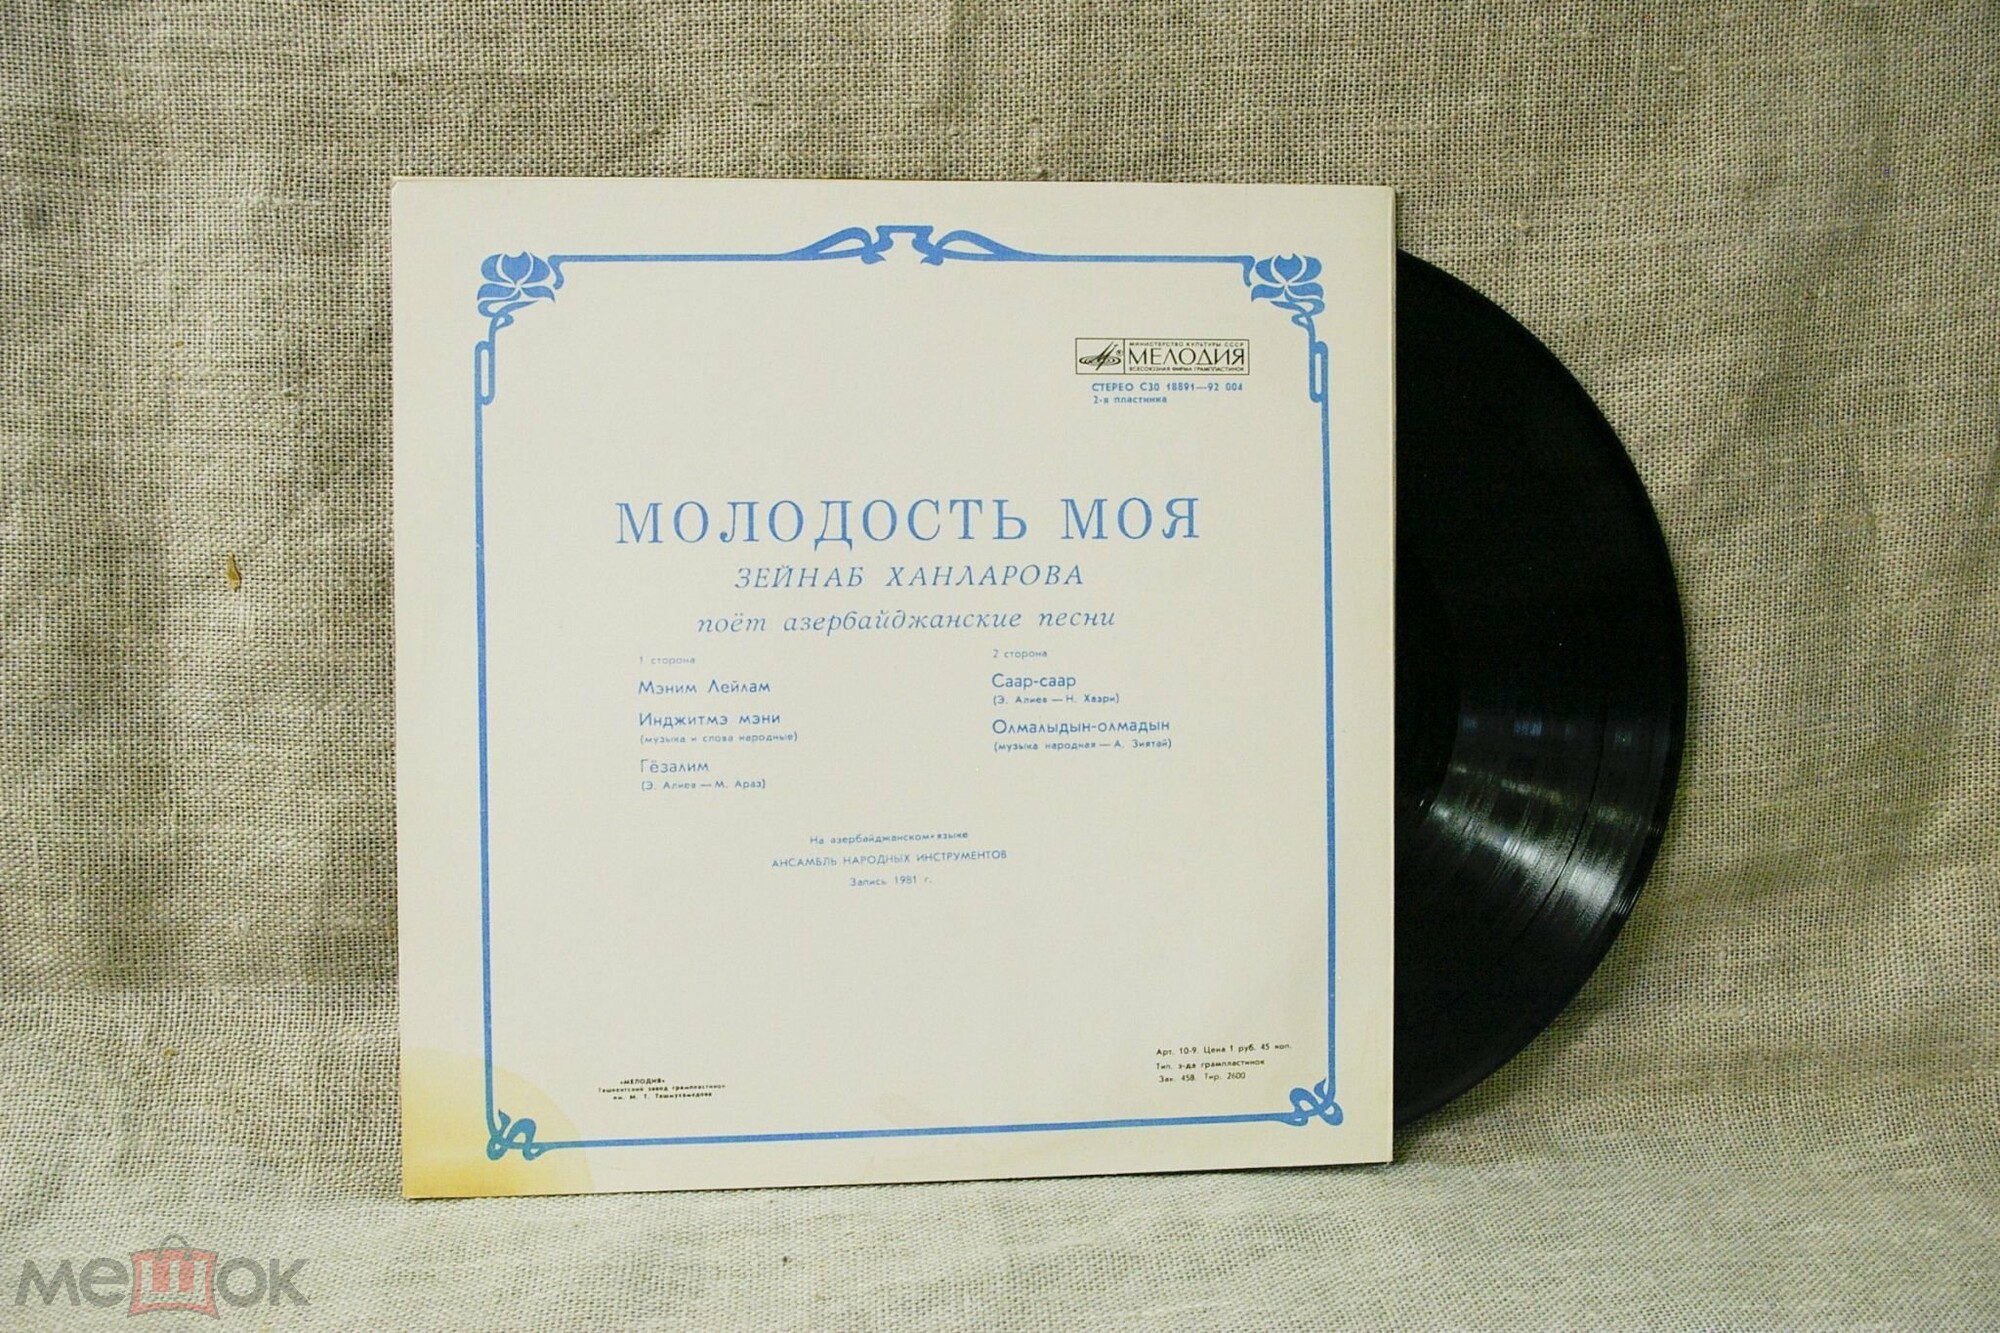 МИНИСТЕРСТВО КУЛЬТУРЫ СССР
МЕЛОДИЯ
ВСЕСОЮЗНАЯ ФИРМА ГРАМПЛАСТИНОК
СТЕРЕО С30 18891—92 004
2-я пластинка
МОЛОДОСТЬ МОЯ
ЗЕЙНАБ ХАНЛАРОВА
поёт азербайджанские песни
1 сторона
Мэним Лейлам
Инджитмэ мэни
(музыка и слова народные)
Гёзалим
(Э. Алиев — М. Араз)
2 сторона
Саар-саар
(Э. Алиев — Н. Хазри)
Олмалыдын-олмадын
(музыка народная — А. Зиятай)
На азербайджанском языке
АНСАМБЛЬ НАРОДНЫХ ИНСТРУМЕНТОВ
Запись 1981 г.
«МЕЛОДИЯ»
Ташкентский завод грампластинок
им. М. Т. Ташмухамедова
Арт. 10-9. Цена 1 руб. 45 коп.
Тип. з-да грампластинок
Зак. 458. Тир. 2600
мешок